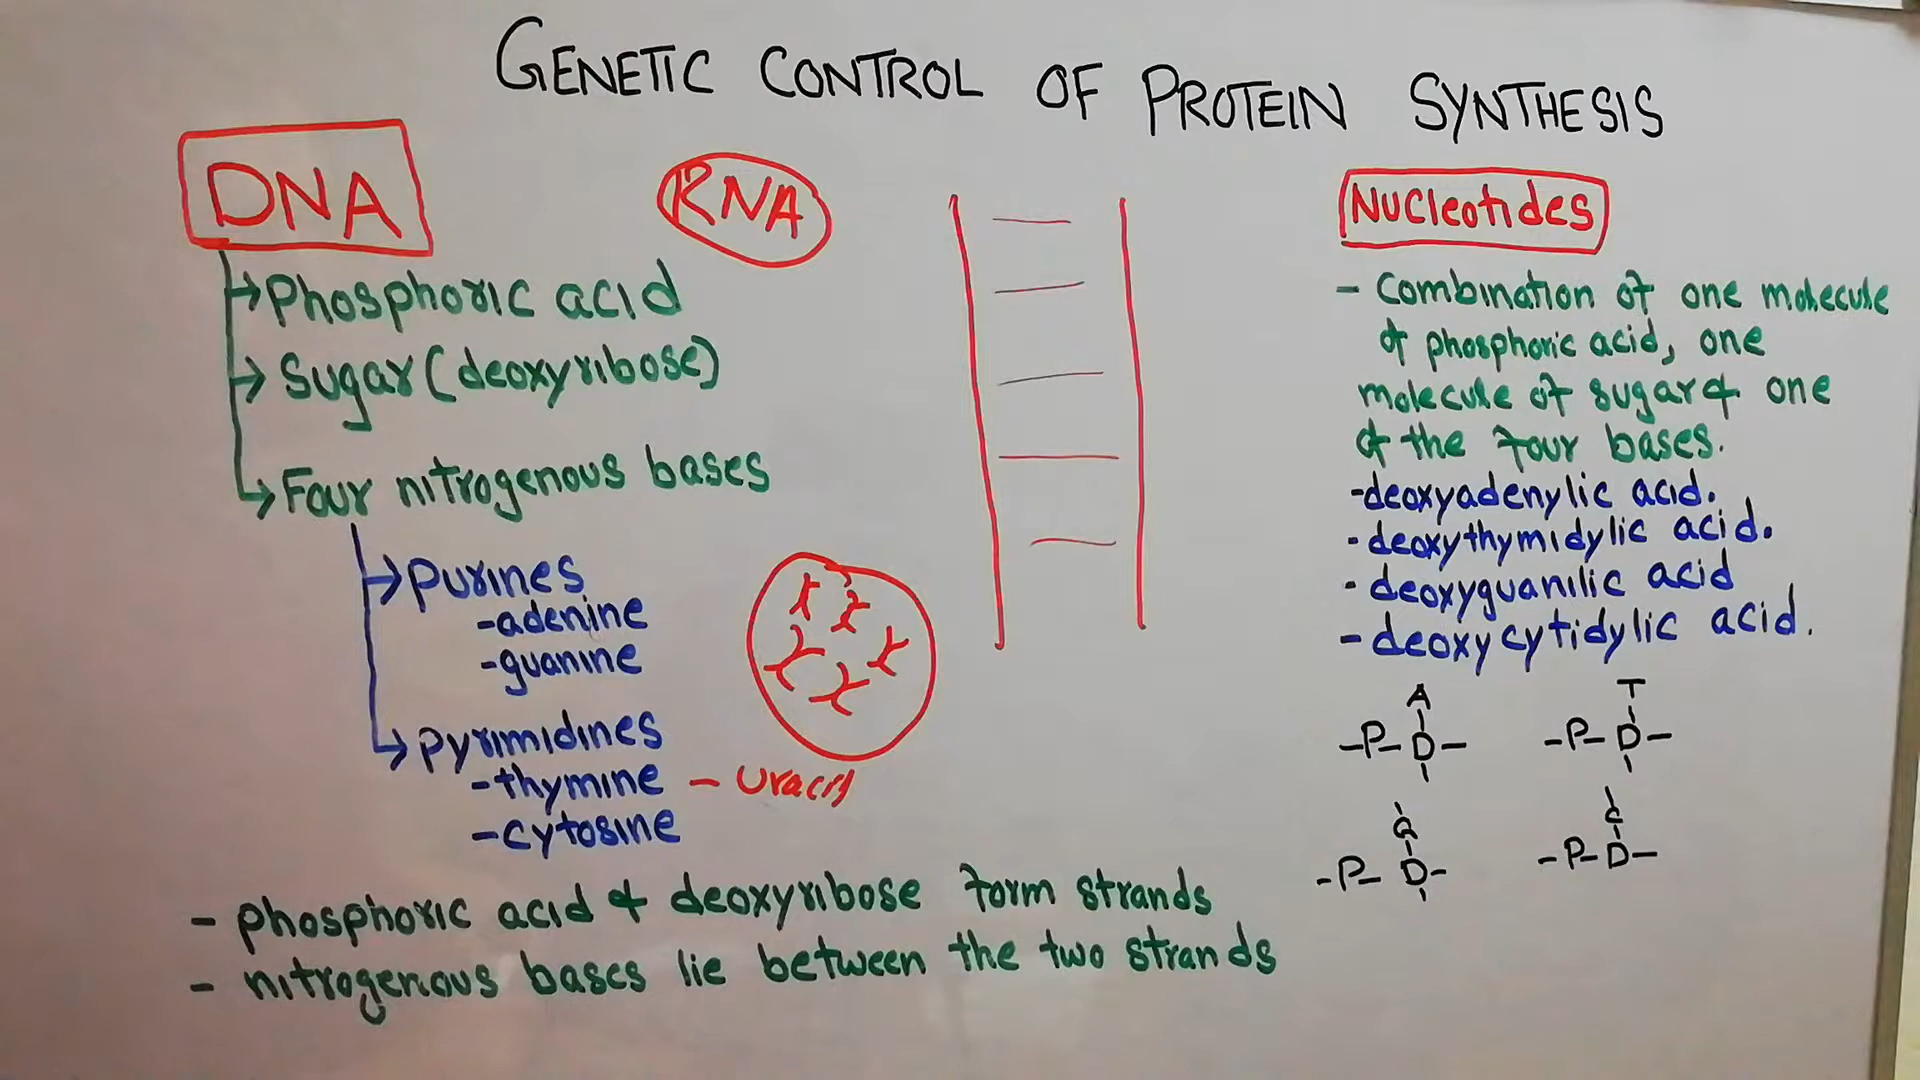 GENETIC CONTROL OF PROTEIN SYNTHESIS
DNA
RNA
Phosphoric acid
Sugar (deoxyribose)
Four nitrogenous bases
purines
-adenine
-guanine
pyrimidines
-thymine - uracil
-cytosine
- phosphoric acid & deoxyribose form strands
- nitrogenous bases lie between the two strands
Nucleotides
- Combination of one molecule
of phosphoric acid, one
molecule of sugar & one
of the four bases.
-deoxyadenylic acid.
-deoxythymidylic acid.
-deoxyguanilic acid
-deoxycytidylic acid.
A
-P-D-
T
-P-D-
G
-P-D-
C
-P-D-